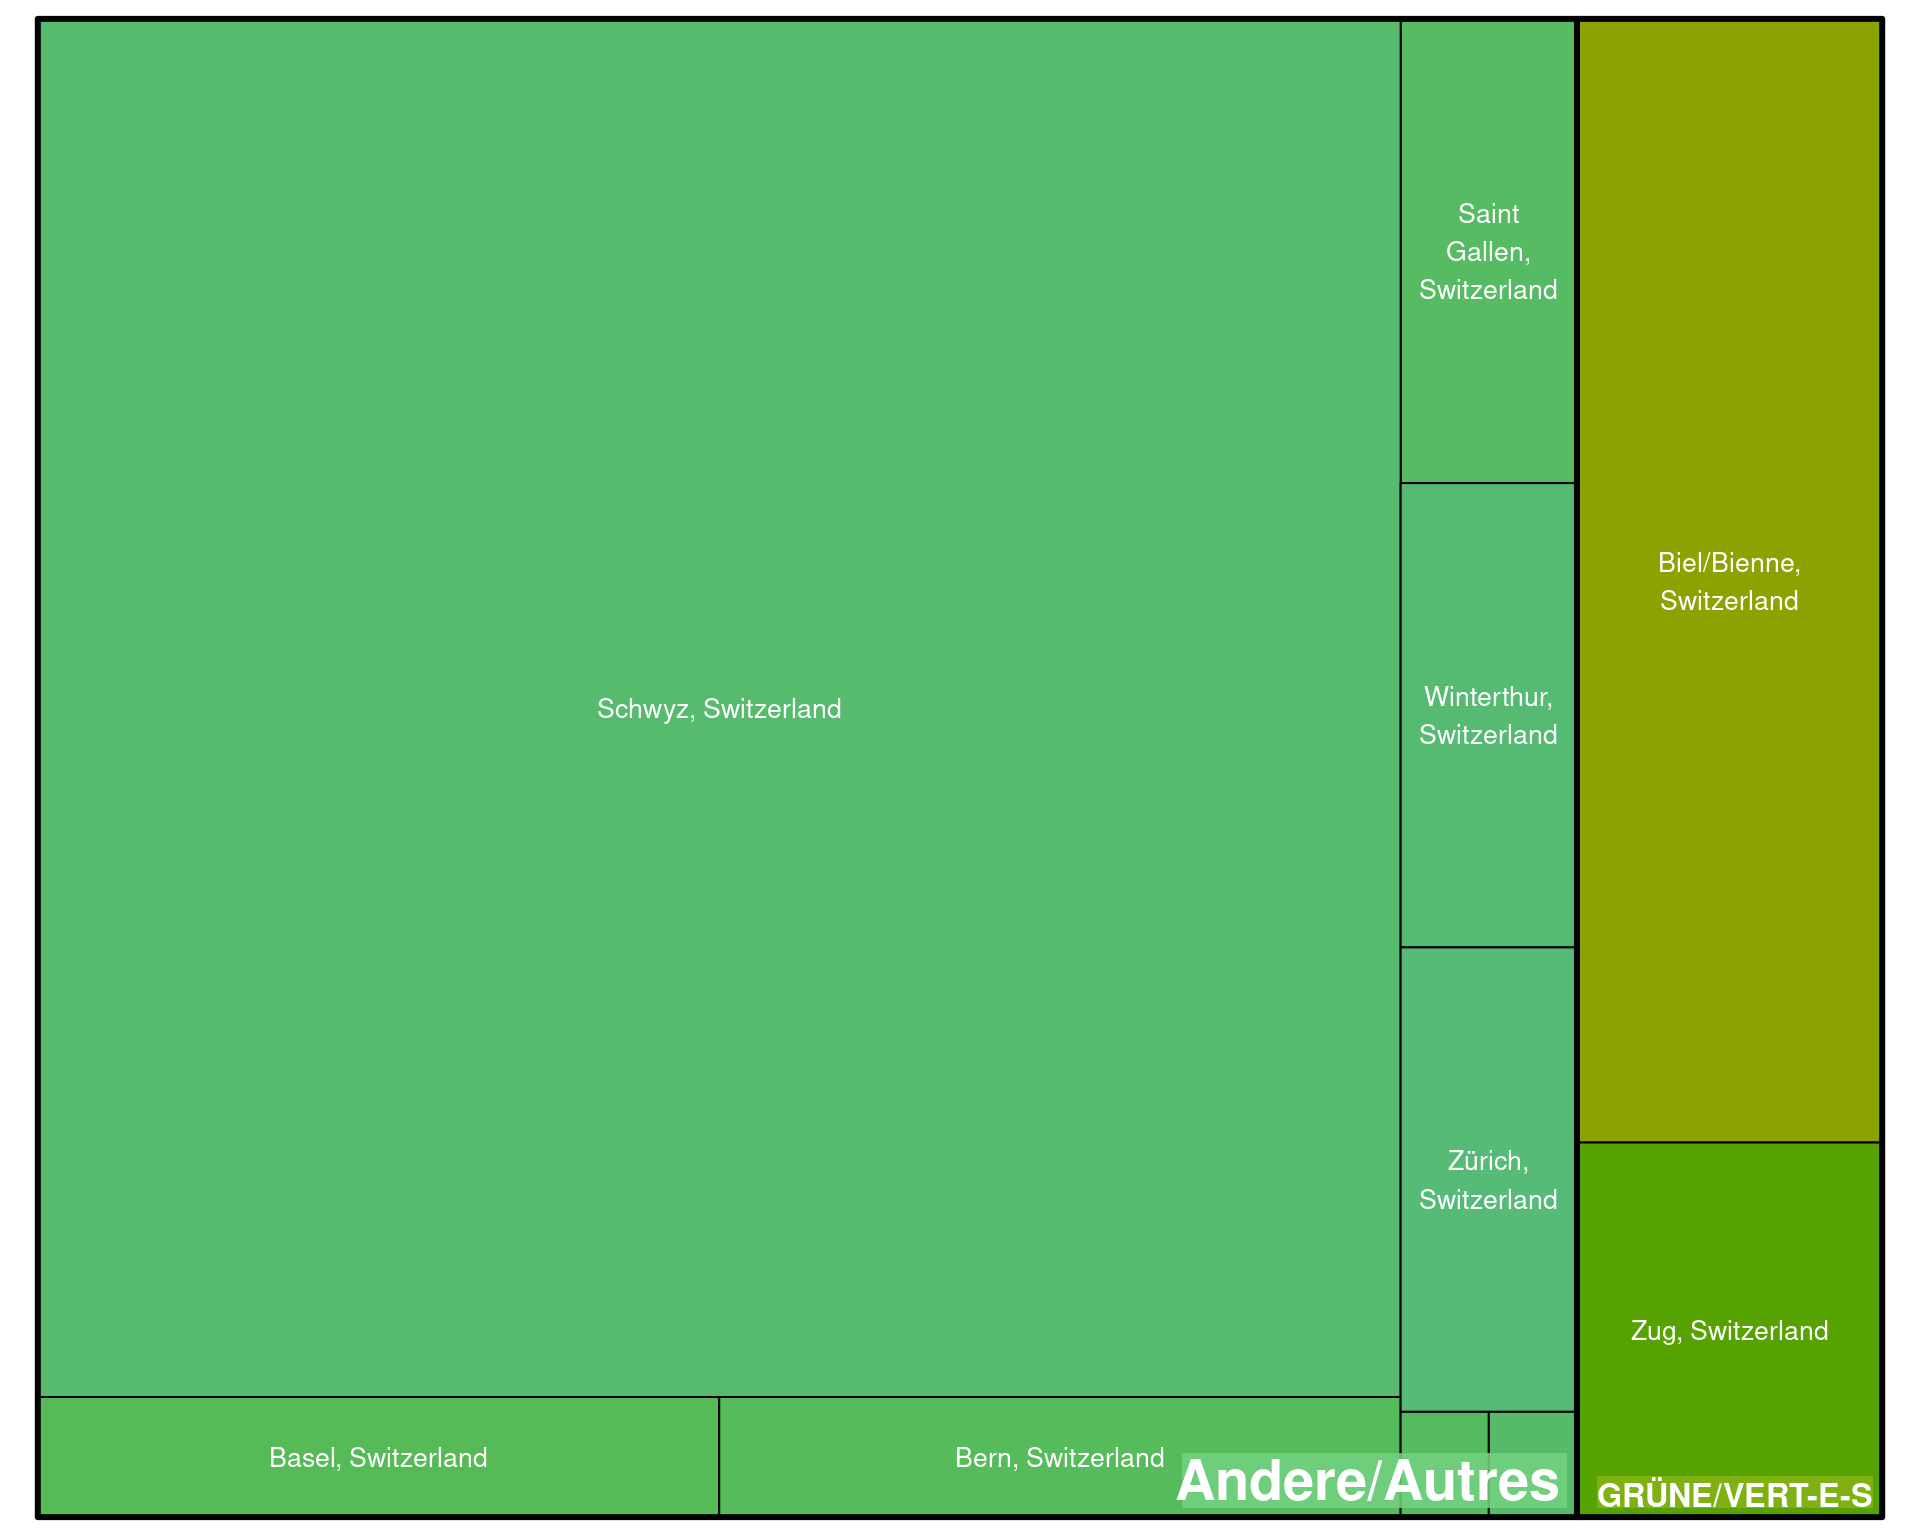 Saint
Gallen,
Switzerland
Biel/Bienne,
Switzerland
Schwyz, Switzerland
Winterthur,
Switzerland
Zürich,
Switzerland
Zug, Switzerland
Basel, Switzerland
Bern, Switzerland
Andere/Autres
GRÜNE/VERT-E-S